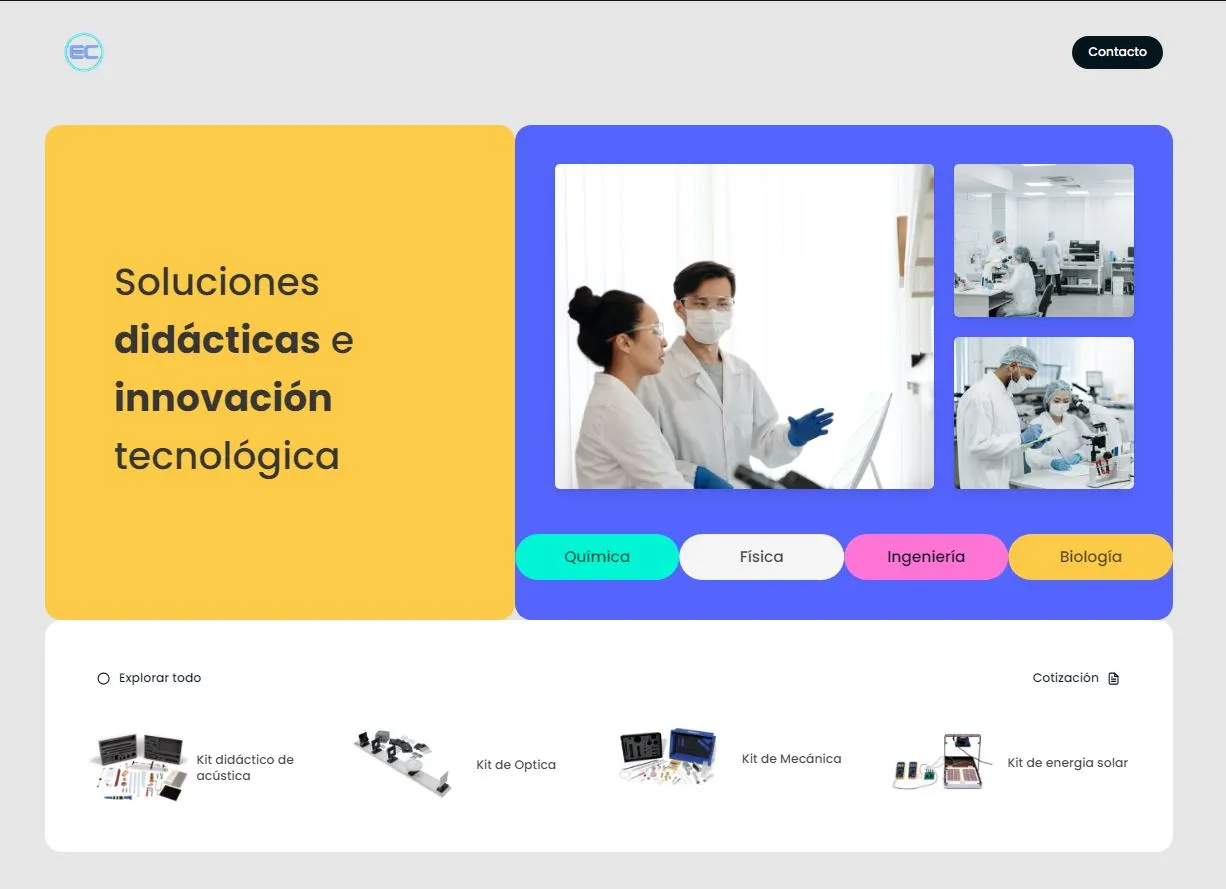 EC
Contacto
Soluciones
didácticas e
innovación
tecnológica
Química
Física
Ingeniería
Biología
Explorar todo
Cotización
Kit didáctico de
acústica
Kit de Optica
Kit de Mecánica
Kit de energia solar